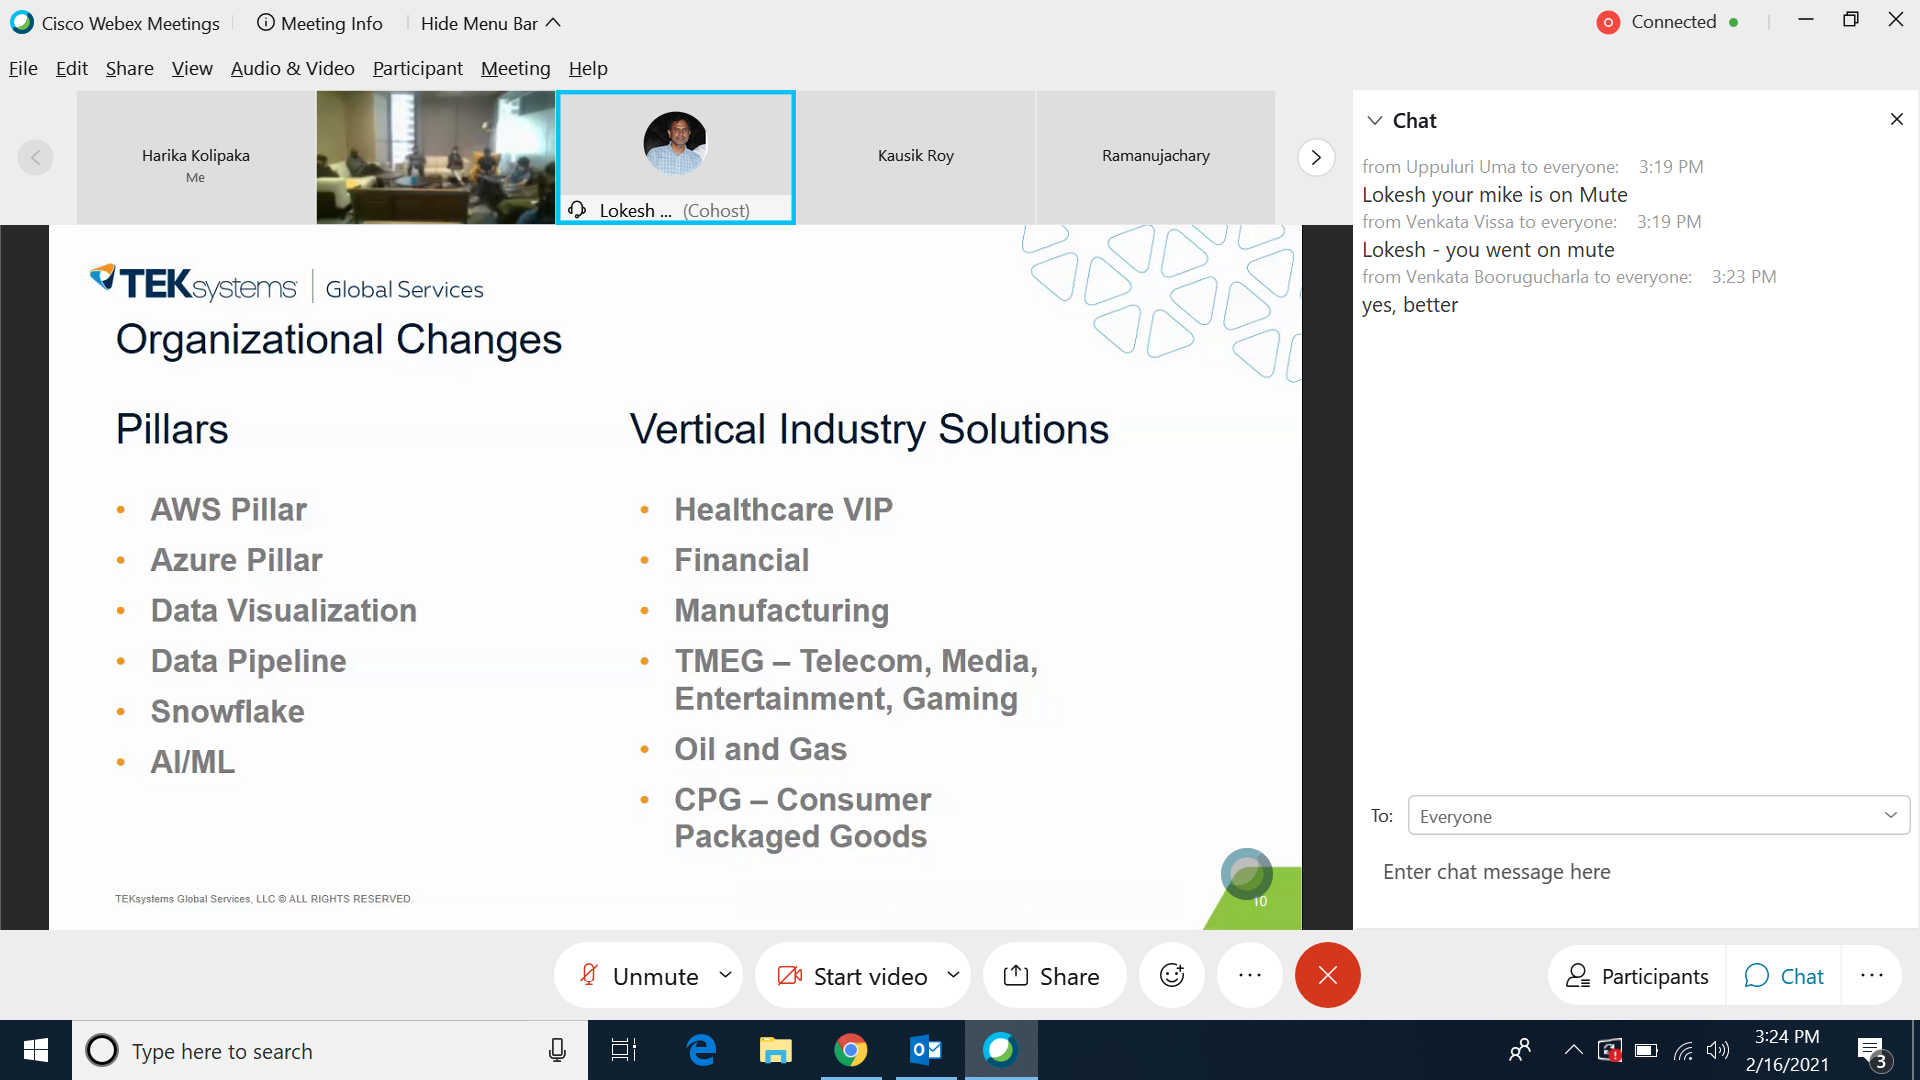 Cisco Webex Meetings
Meeting Info
Hide Menu Bar
Connected
File Edit Share View Audio & Video Participant Meeting Help
Harika Kolipaka
Me
Lokesh ... (Cohost)
Kausik Roy
Ramanujachary
TEKsystems | Global Services
Organizational Changes
Pillars
• AWS Pillar
• Azure Pillar
• Data Visualization
• Data Pipeline
• Snowflake
• AI/ML
Vertical Industry Solutions
• Healthcare VIP
• Financial
• Manufacturing
• TMEG – Telecom, Media,
Entertainment, Gaming
• Oil and Gas
• CPG – Consumer
Packaged Goods
TEKsystems Global Services, LLC © ALL RIGHTS RESERVED.
10
Chat
from Uppuluri Uma to everyone: 3:19 PM
Lokesh your mike is on Mute
from Venkata Vissa to everyone: 3:19 PM
Lokesh - you went on mute
from Venkata Boorugucharla to everyone: 3:23 PM
yes, better
To: Everyone
Enter chat message here
Unmute
Start video
Share
Participants
Chat
Type here to search
3:24 PM
2/16/2021
3